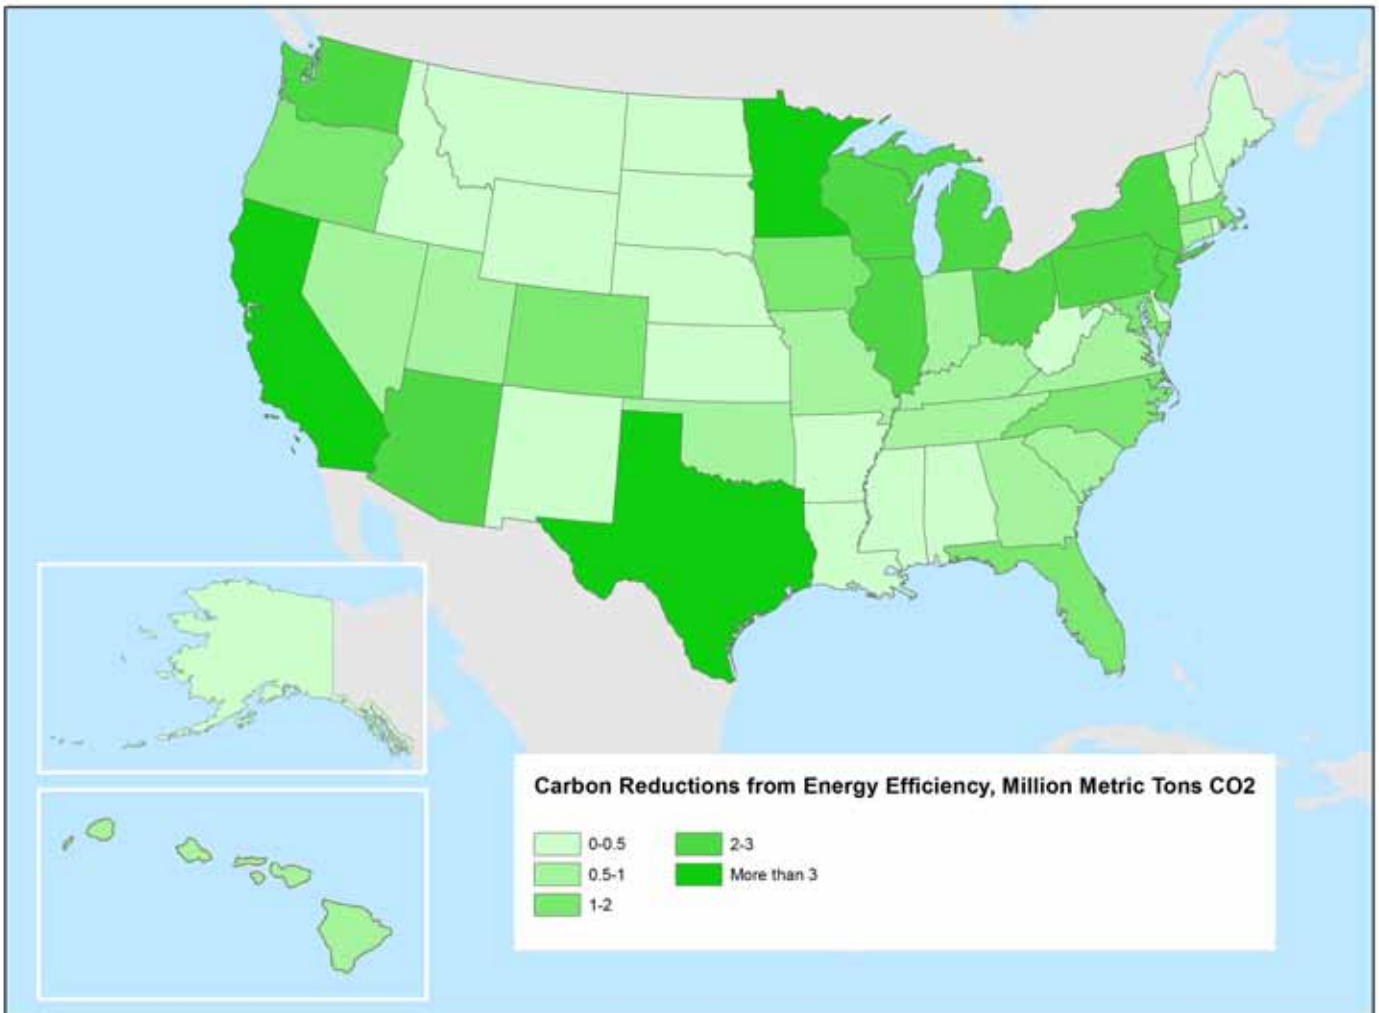 Carbon Reductions from Energy Efficiency, Million Metric Tons CO2
0-0.5
0.5-1
1-2
2-3
More than 3